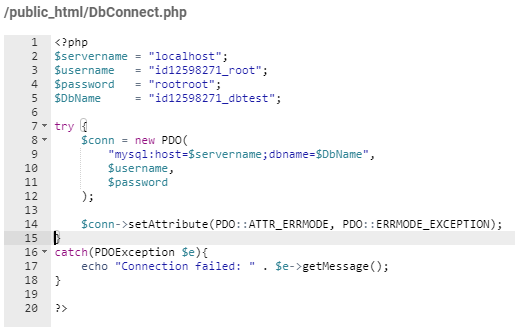 /public_html/DbConnect.php
1 <?php
2 $servername = "localhost";
3 $username   = "id12598271_root";
4 $password   = "rootroot";
5 $DbName     = "id12598271_dbtest";
6
7 try {
8     $conn = new PDO(
9         "mysql:host=$servername;dbname=$DbName",
10         $username,
11         $password
12     );
13
14     $conn->setAttribute(PDO::ATTR_ERRMODE, PDO::ERRMODE_EXCEPTION);
15 }
16 catch(PDOException $e){
17     echo "Connection failed: " . $e->getMessage();
18 }
19
20 ?>